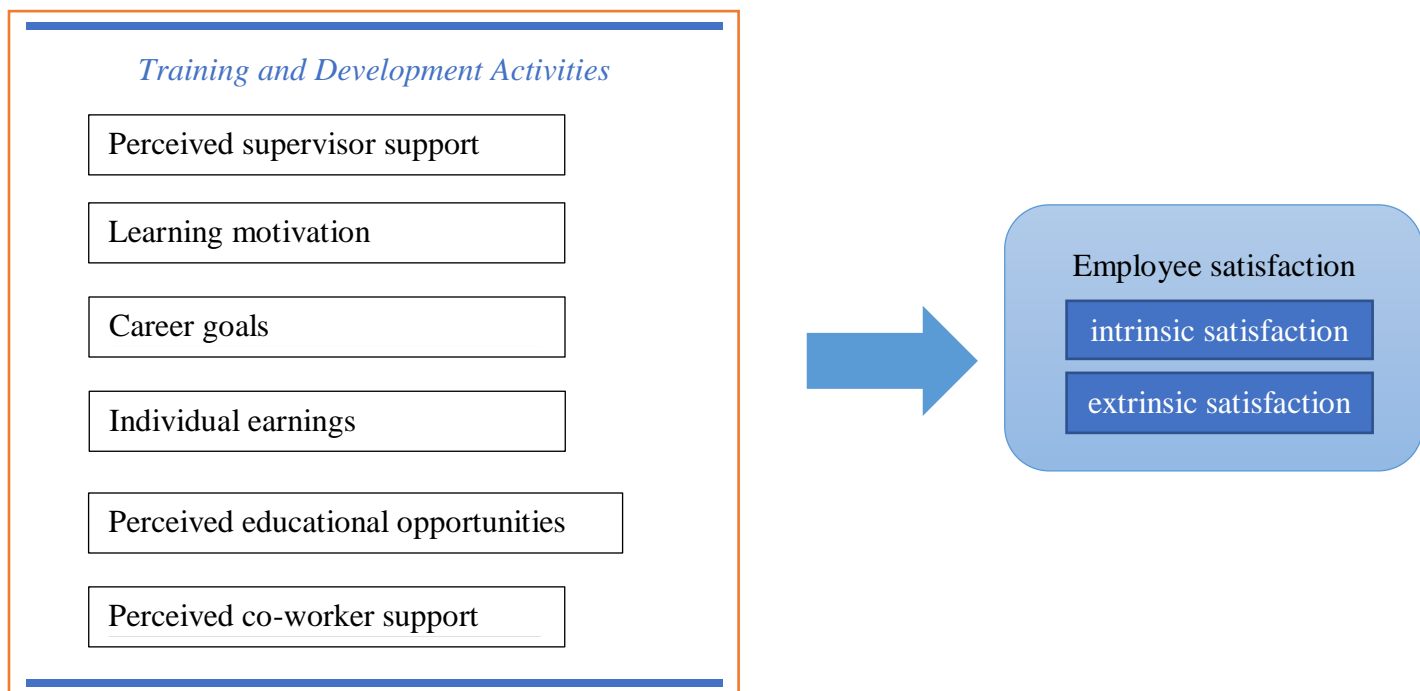 Training and Development Activities
Perceived supervisor support
Learning motivation
Career goals
Individual earnings
Perceived educational opportunities
Perceived co-worker support
Employee satisfaction
intrinsic satisfaction
extrinsic satisfaction